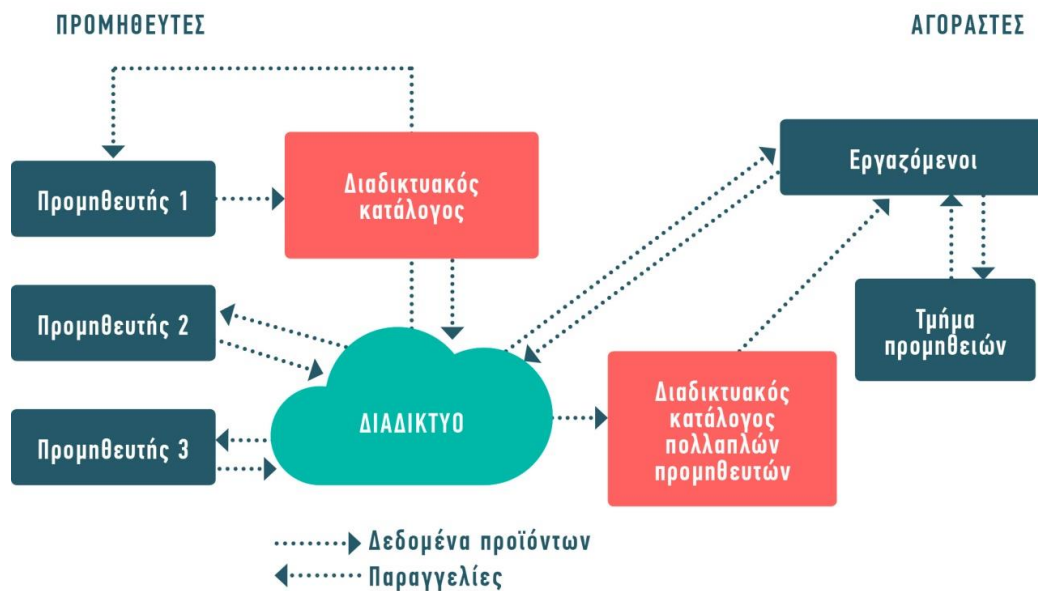 ΠΡΟΜΗΘΕΥΤΕΣ
ΑΓΟΡΑΣΤΕΣ
Προμηθευτής 1
Διαδικτυακός
κατάλογος
Εργαζόμενοι
Προμηθευτής 2
Τμήμα
προμηθειών
ΔΙΑΔΙΚΤΥΟ
Διαδικτυακός
κατάλογος
πολλαπλών
προμηθευτών
Προμηθευτής 3
Δεδομένα προϊόντων
Παραγγελίες